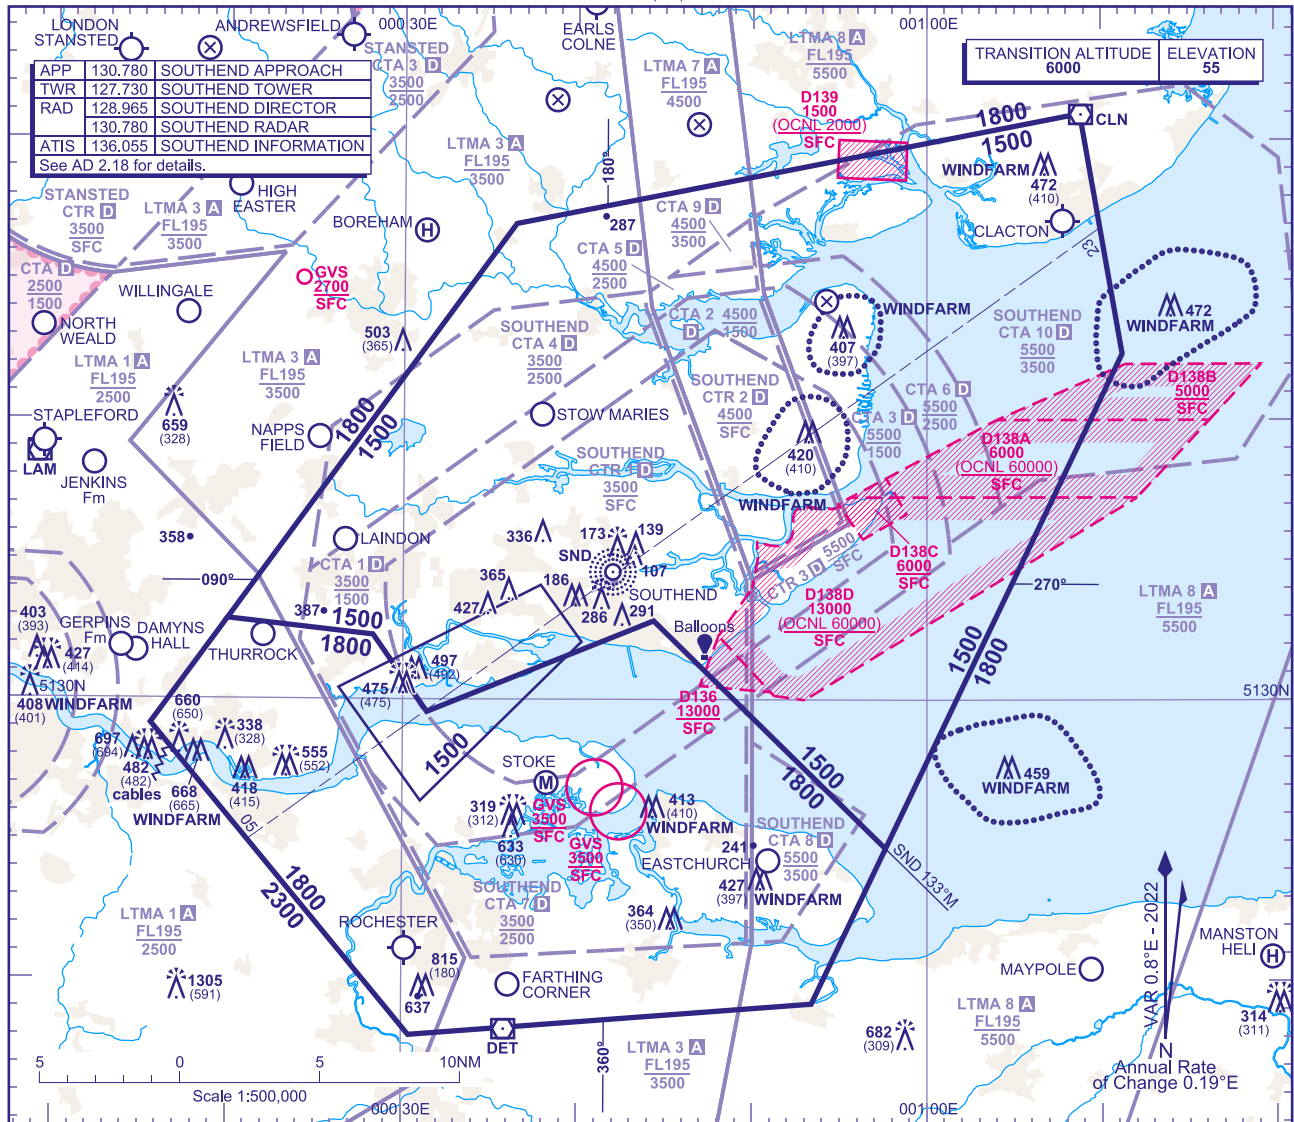 LONDON
STANSTED
ANDREWSFIELD
00030E
EARLS
COLNE
00100E
STANSTED
CTA 3 D
3500
2500
LTMA 7 A
FL195
4500
LTMA 8 A
FL195
5500
TRANSITION ALTITUDE
6000
ELEVATION
55
APP 130.780 SOUTHEND APPROACH
TWR 127.730 SOUTHEND TOWER
RAD 128.965 SOUTHEND DIRECTOR
130.780 SOUTHEND RADAR
ATIS 136.055 SOUTHEND INFORMATION
See AD 2.18 for details.
D139
1500
(OCNL 2000)
SFC
1800
1500
CLN
LTMA 3 A
FL195
3500
180°
WINDFARM
472
(410)
STANSTED
CTR D
3500
SFC
LTMA 3 A
FL195
3500
HIGH
EASTER
BOREHAM
H
287
CTA 9 D
4500
3500
CLACTON
23
CTA 5 D
4500
2500
CTA D
2500
1500
GVS
2700
SFC
WILLINGALE
NORTH
WEALD
503
(365)
SOUTHEND
CTA 4 D
3500
2500
CTA 2 D
4500
1500
WINDFARM
407
(397)
SOUTHEND
CTA 10 D
5500
3500
472
WINDFARM
LTMA 1 A
FL195
2500
LTMA 3 A
FL195
3500
659
(328)
SOUTHEND
CTR 2 D
4500
SFC
CTA 6 D
5500
2500
D138B
5000
SFC
STAPLEFORD
LAM
JENKINS
Fm
NAPPS
FIELD
1800
1500
STOW MARIES
CTA 3 D
5500
1500
420
(410)
WINDFARM
D138A
6000
(OCNL 60000)
SFC
SOUTHEND
CTR 1 D
3500
SFC
358
LAINDON
336
173
139
SND
107
SOUTHEND
CTR 3 D
5500
SFC
D138C
6000
SFC
090°
CTA 1 D
3500
1500
365
427
186
286
291
270°
D138D
13000
(OCNL 60000)
SFC
LTMA 8 A
FL195
5500
403
(393)
GERPINS
Fm
DAMYNS
HALL
427
(414)
387
1500
1800
THURROCK
Balloons
1500
1800
5130N
408
(401)
WINDFARM
497
(492)
475
(475)
D136
13000
SFC
5130N
660
(650)
338
(328)
697
(694)
482
(482)
cables
668
(665)
WINDFARM
418
(415)
555
(552)
1500
STOKE
M
1500
1800
459
WINDFARM
05
319
(312)
633
(630)
GVS
3500
SFC
GVS
3500
SFC
413
(410)
WINDFARM
SOUTHEND
CTA 8 D
5500
3500
241
EASTCHURCH
427
(397)
WINDFARM
SND 133°M
1800
2300
SOUTHEND
CTA 7 D
3500
2500
364
(350)
LTMA 1 A
FL195
2500
ROCHESTER
815
(180)
637
FARTHING
CORNER
1305
(591)
VAR 0.8°E - 2022
MANSTON
HELI
H
MAYPOLE
LTMA 8 A
FL195
5500
314
(311)
682
(309)
DET
360°
LTMA 3 A
FL195
3500
N
Annual Rate
of Change 0.19°E
5 0 5 10NM
Scale 1:500,000
00030E
00100E